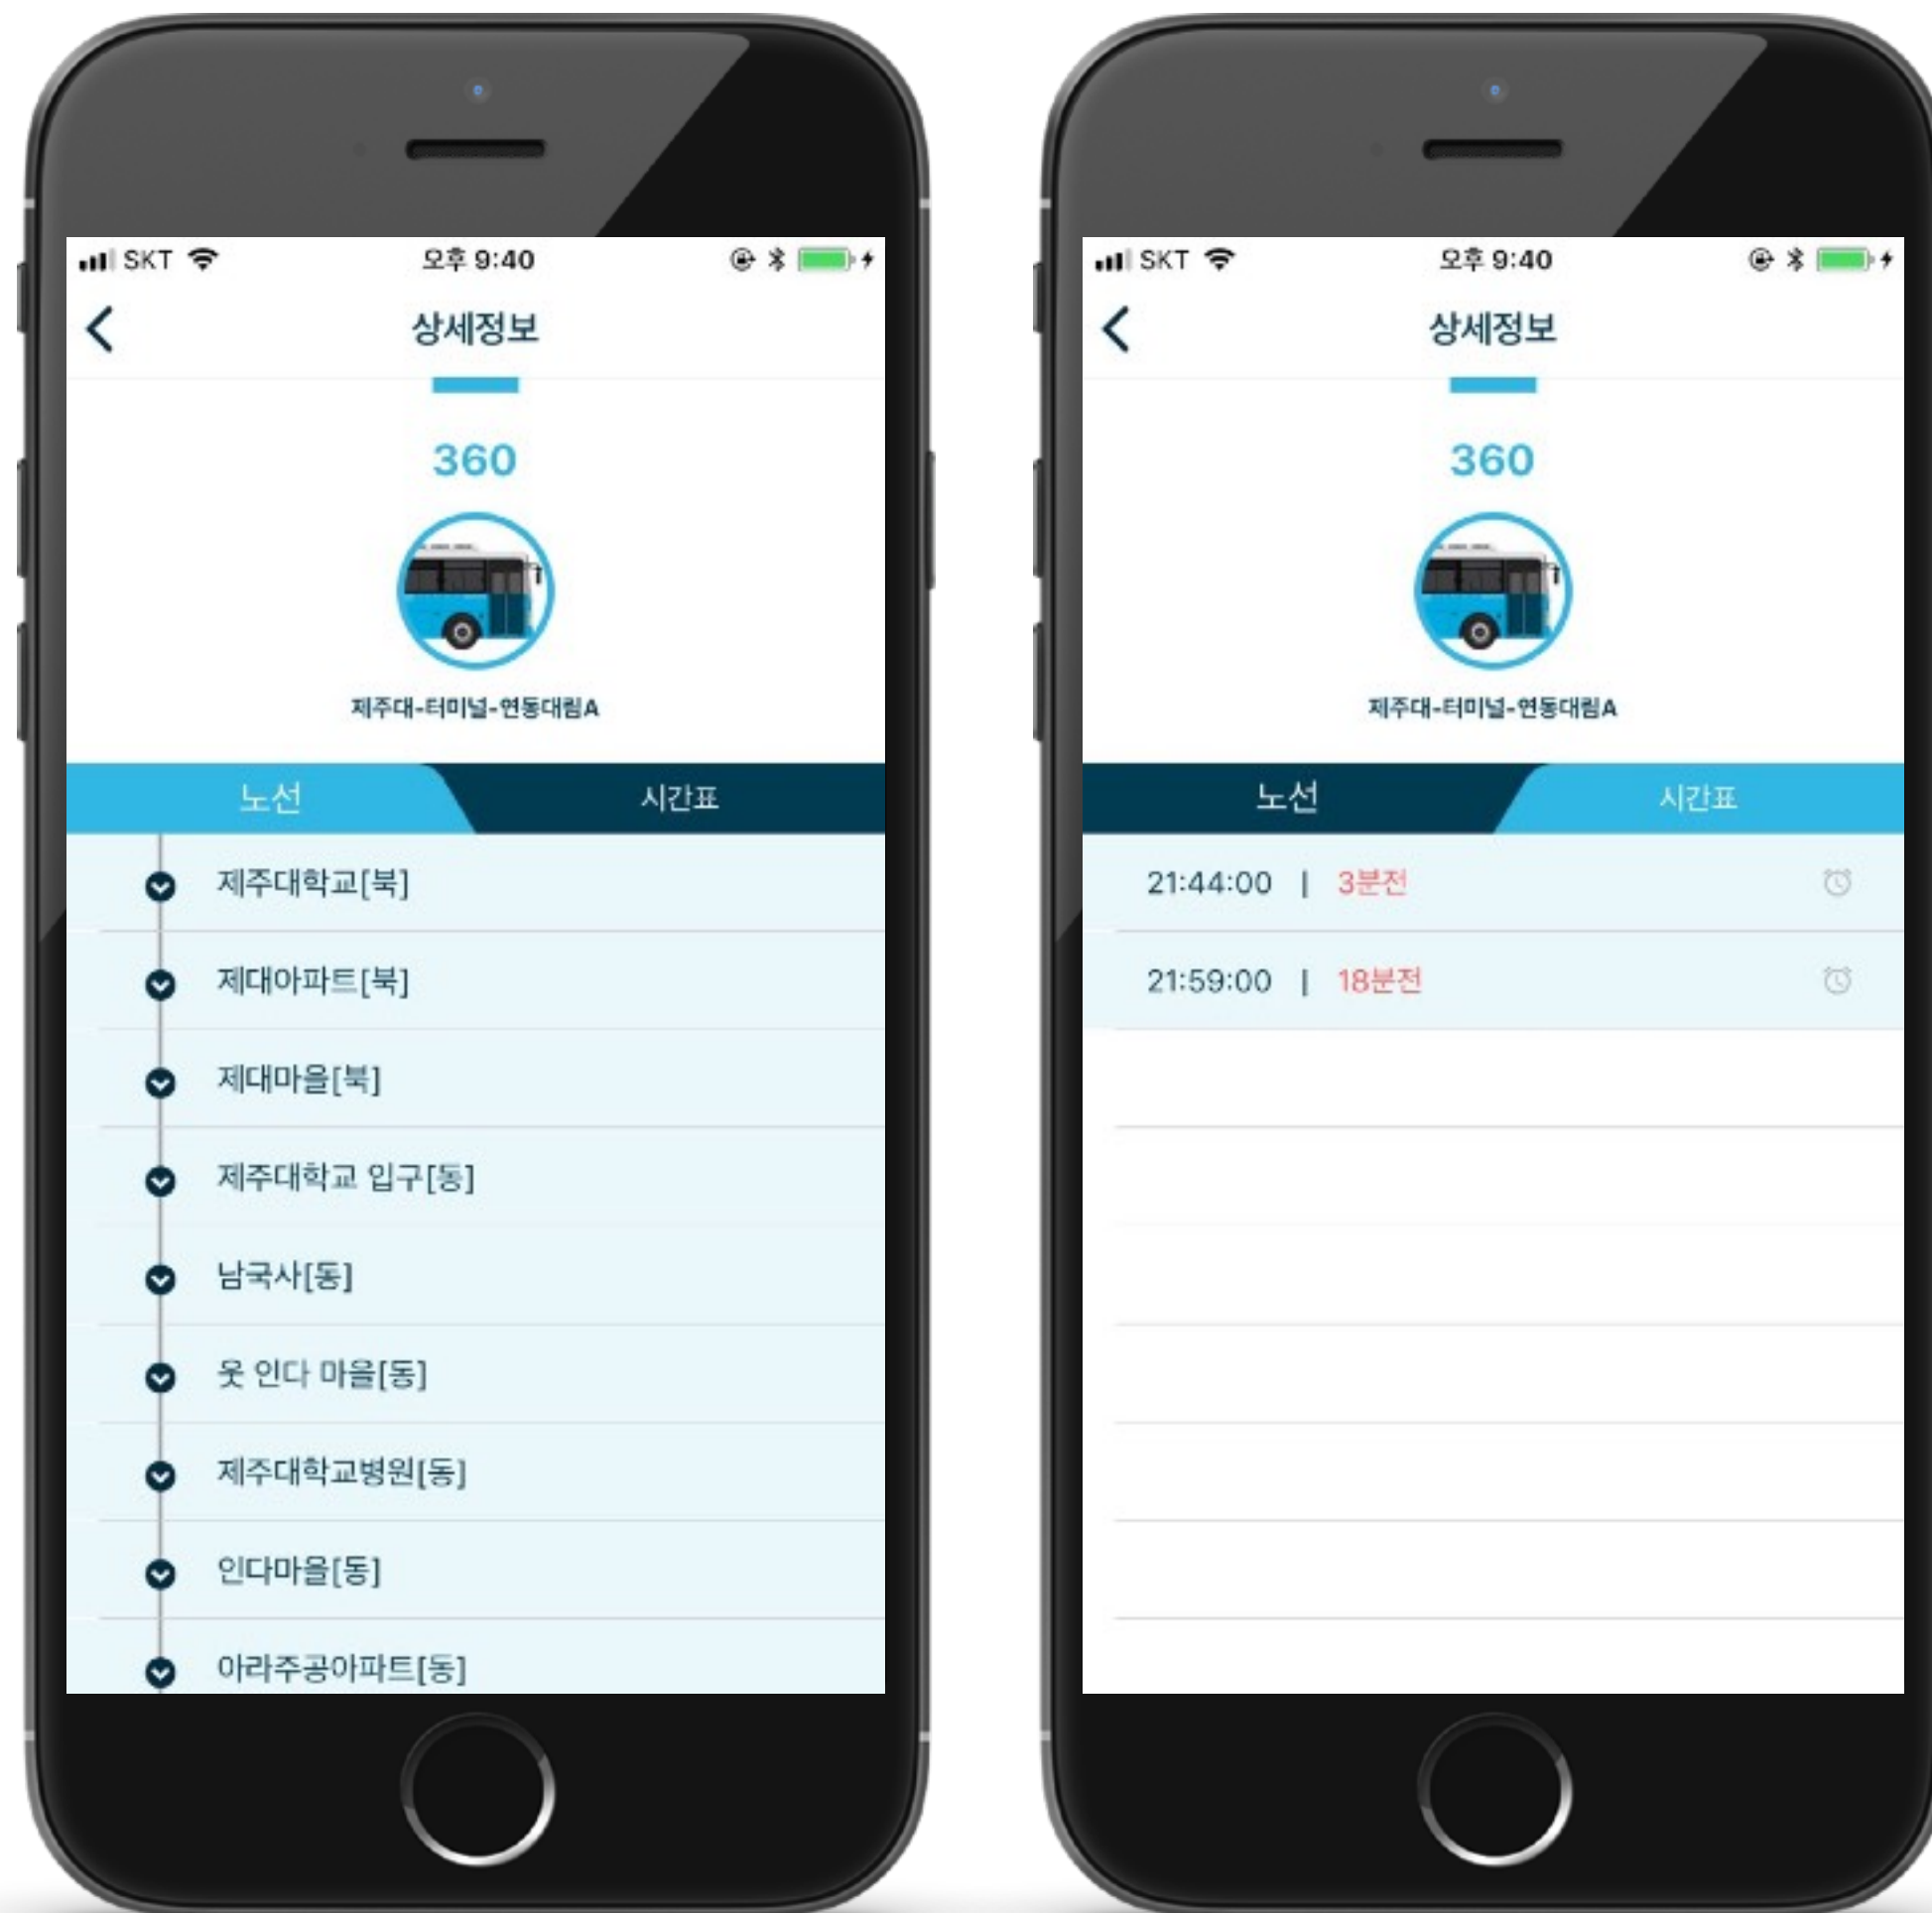 SKT 오후 9:40
상세정보
360
제주대-터미널-연동대림A
노선 시간표
제주대학교[북]
제대아파트[북]
제대마을[북]
제주대학교 입구[동]
남국사[동]
웃 인다 마을[동]
제주대학교병원[동]
인다마을[동]
아라주공아파트[동]
SKT 오후 9:40
상세정보
360
제주대-터미널-연동대림A
노선 시간표
21:44:00 | 3분전
21:59:00 | 18분전